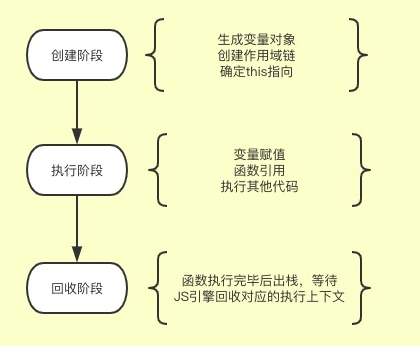 创建阶段
生成变量对象
创建作用域链
确定this指向
执行阶段
变量赋值
函数引用
执行其他代码
回收阶段
函数执行完毕后出栈，等待
JS引擎回收对应的执行上下文